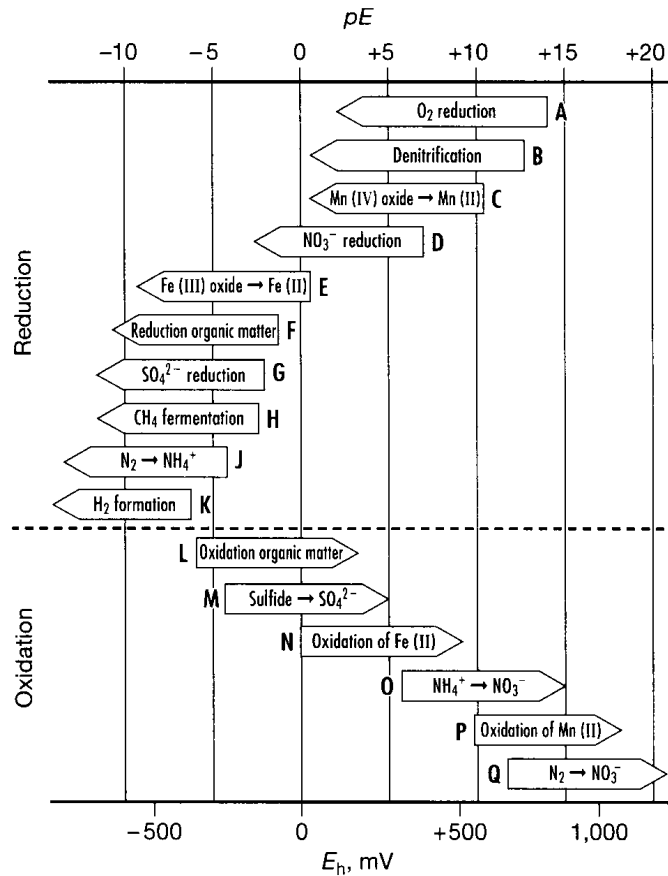 pE
−10 −5 0 +5 +10 +15 +20
Reduction
O₂ reduction A
Denitrification B
Mn (IV) oxide → Mn (II) C
NO₃⁻ reduction D
Fe (III) oxide → Fe (II) E
Reduction organic matter F
SO₄²⁻ reduction G
CH₄ fermentation H
N₂ → NH₄⁺ J
H₂ formation K
Oxidation
L Oxidation organic matter
M Sulfide → SO₄²⁻
N Oxidation of Fe (II)
O NH₄⁺ → NO₃⁻
P Oxidation of Mn (II)
Q N₂ → NO₃⁻
−500 0 +500 1,000
Eₕ, mV